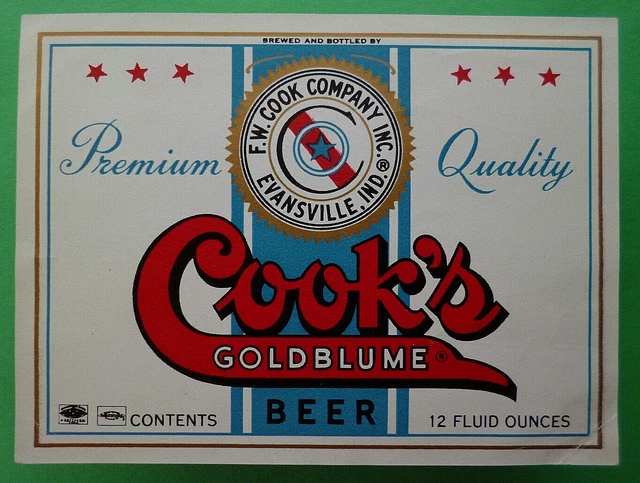 BREWED AND BOTTLED BY
F.W. COOK COMPANY INC. ®
EVANSVILLE, IND.
C
Premium
Quality
Cook's
GOLDBLUME ®
BEER
CONTENTS
12 FLUID OUNCES